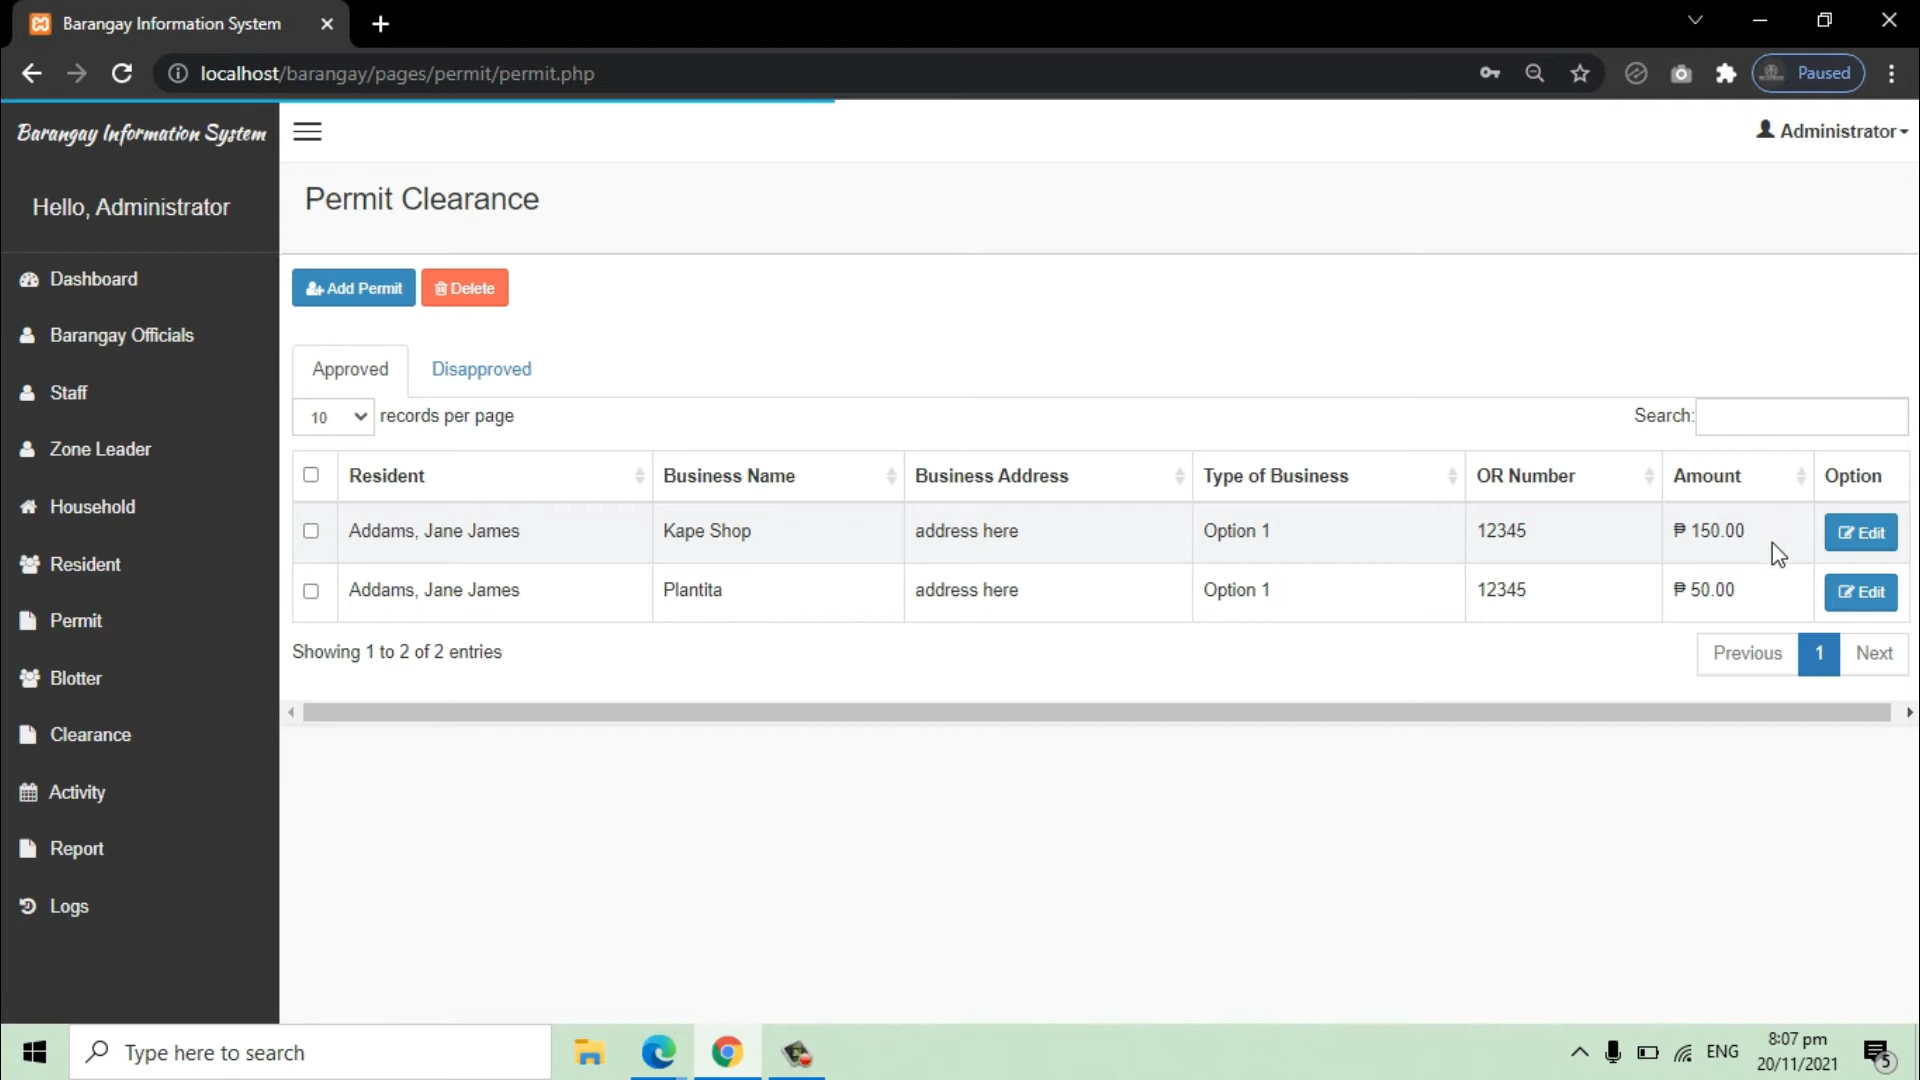 Barangay Information System
localhost/barangay/pages/permit/permit.php
Paused
Barangay Information System
Administrator
Hello, Administrator
Permit Clearance
Dashboard
Barangay Officials
Staff
Zone Leader
Household
Resident
Permit
Blotter
Clearance
Activity
Report
Logs
Add Permit Delete
Approved Disapproved
10 records per page Search:
Resident Business Name Business Address Type of Business OR Number Amount Option
Addams, Jane James Kape Shop address here Option 1 12345 ₱ 150.00 Edit
Addams, Jane James Plantita address here Option 1 12345 ₱ 50.00 Edit
Showing 1 to 2 of 2 entries Previous 1 Next
Type here to search
ENG
8:07 pm
20/11/2021
5